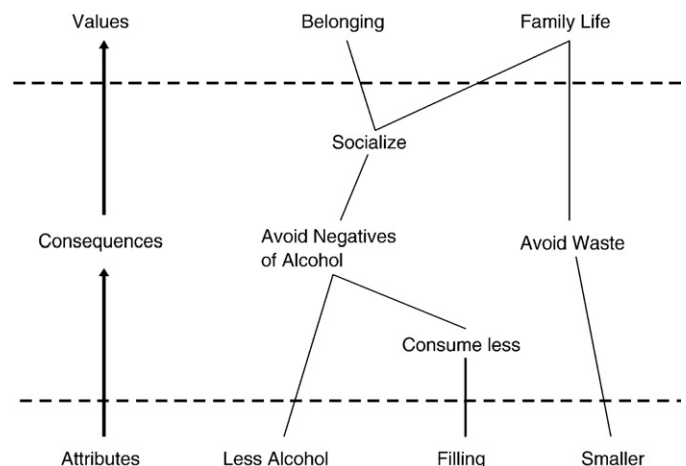 Values Belonging Family Life
Socialize
Consequences
Avoid Negatives
of Alcohol
Avoid Waste
Consume less
Attributes Less Alcohol Filling Smaller